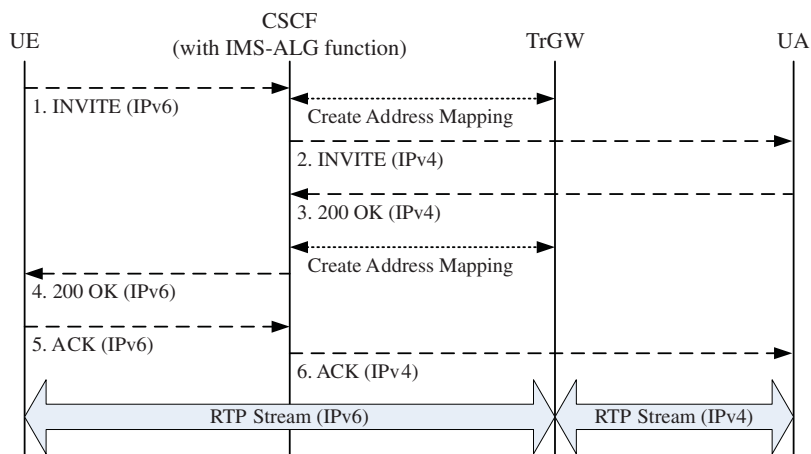 UE
CSCF
(with IMS-ALG function)
TrGW
UA
1. INVITE (IPv6)
Create Address Mapping
2. INVITE (IPv4)
3. 200 OK (IPv4)
Create Address Mapping
4. 200 OK (IPv6)
5. ACK (IPv6)
6. ACK (IPv4)
RTP Stream (IPv6)
RTP Stream (IPv4)